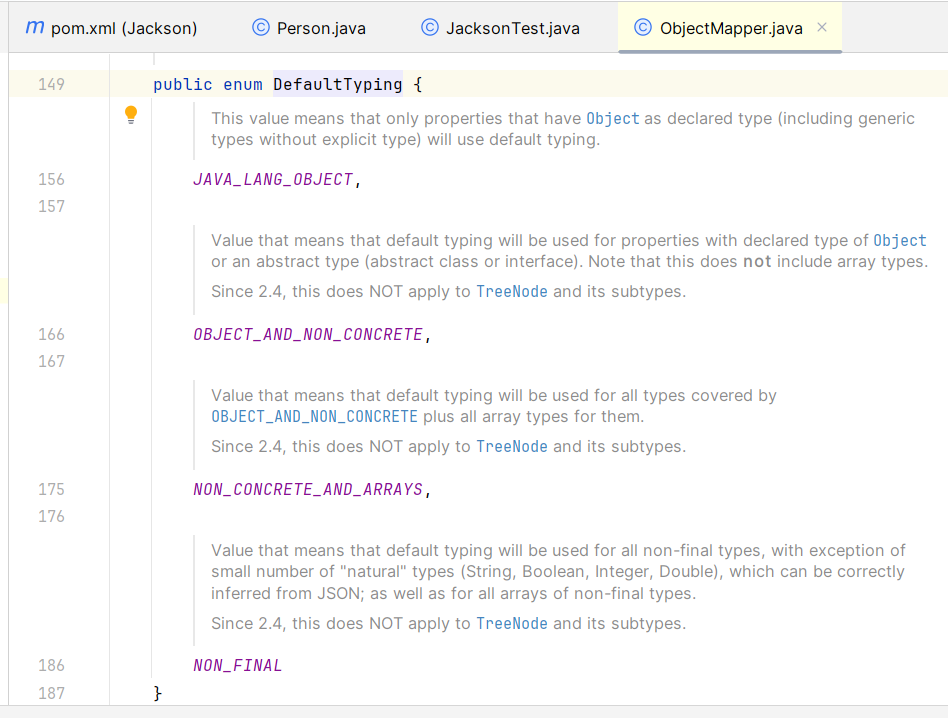 m pom.xml (Jackson) © Person.java © JacksonTest.java © ObjectMapper.java ×
149 public enum DefaultTyping {
This value means that only properties that have Object as declared type (including generic
types without explicit type) will use default typing.
156 JAVA_LANG_OBJECT,
157
Value that means that default typing will be used for properties with declared type of Object
or an abstract type (abstract class or interface). Note that this does not include array types.
Since 2.4, this does NOT apply to TreeNode and its subtypes.
166 OBJECT_AND_NON_CONCRETE,
167
Value that means that default typing will be used for all types covered by
OBJECT_AND_NON_CONCRETE plus all array types for them.
Since 2.4, this does NOT apply to TreeNode and its subtypes.
175 NON_CONCRETE_AND_ARRAYS,
176
Value that means that default typing will be used for all non-final types, with exception of
small number of "natural" types (String, Boolean, Integer, Double), which can be correctly
inferred from JSON; as well as for all arrays of non-final types.
Since 2.4, this does NOT apply to TreeNode and its subtypes.
186 NON_FINAL
187 }